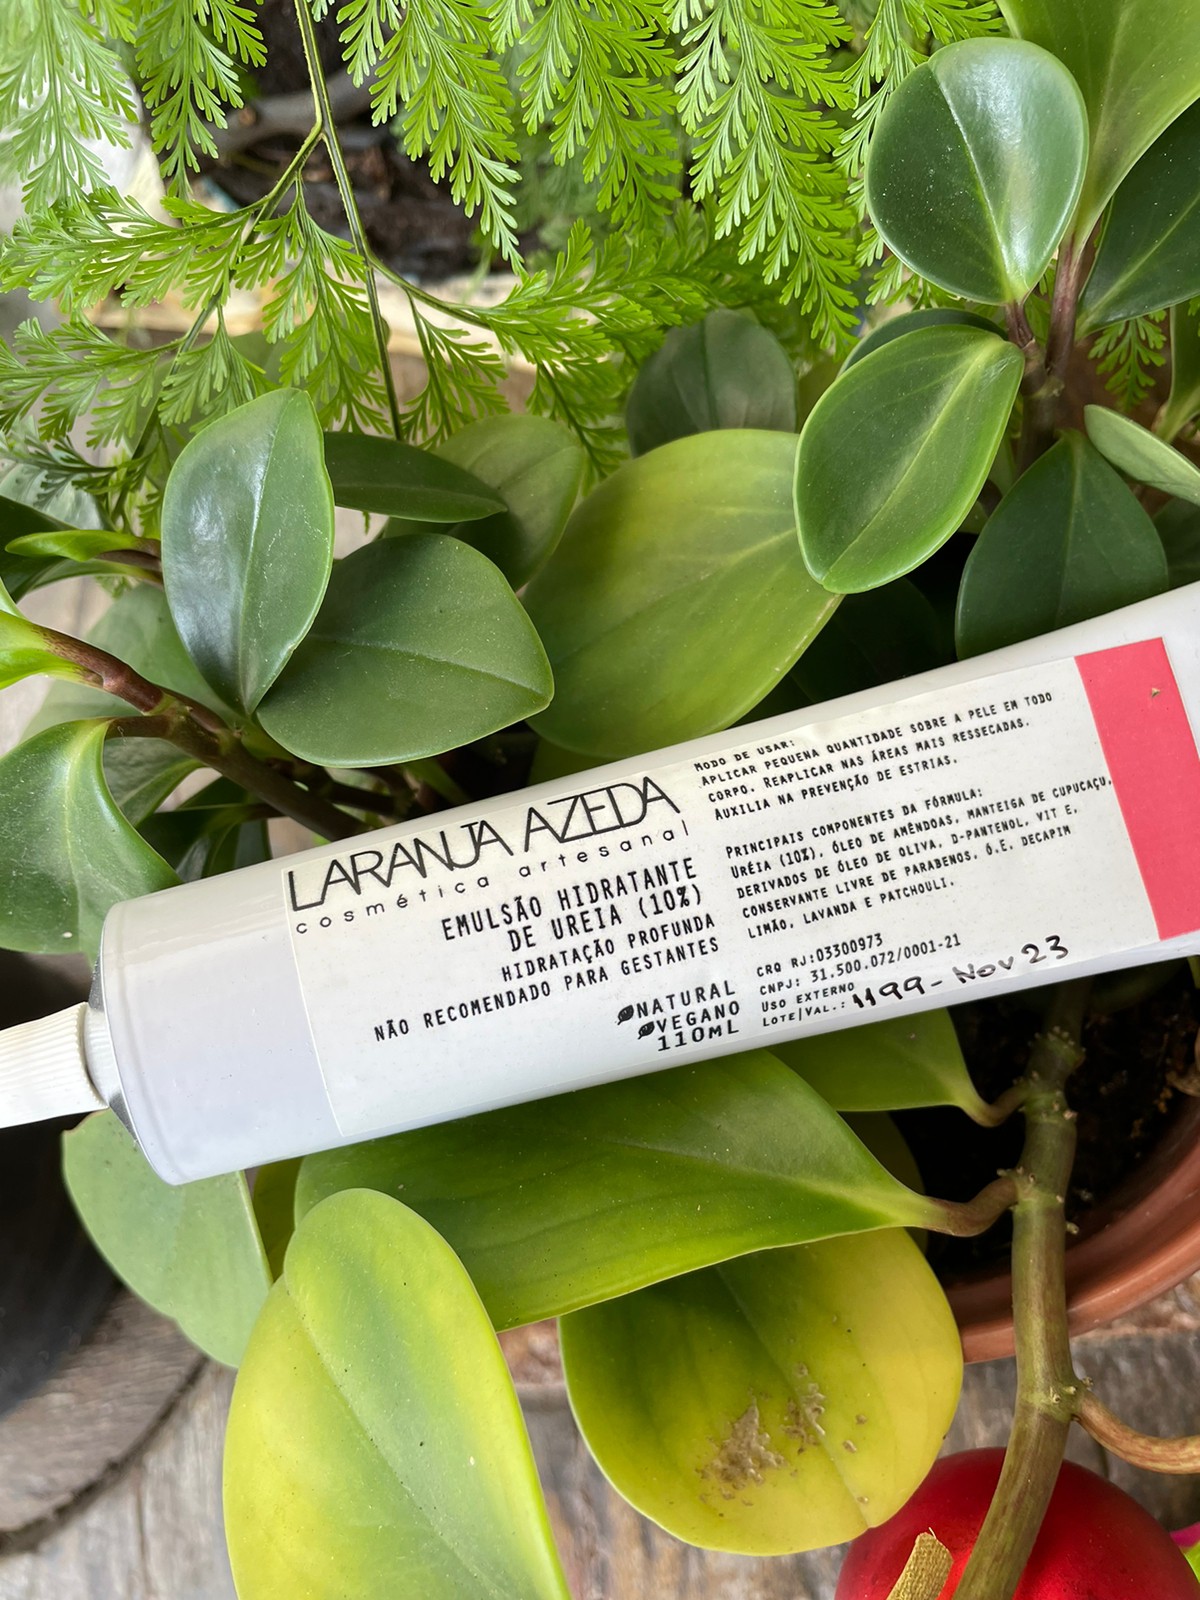 LARANJA AZEDA
cosmética artesanal
EMULSÃO HIDRATANTE
DE UREIA (10%)
HIDRATAÇÃO PROFUNDA
NÃO RECOMENDADO PARA GESTANTES
NATURAL
VEGANO
110mL
MODO DE USAR:
APLICAR PEQUENA QUANTIDADE SOBRE A PELE EM TODO
CORPO. REAPLICAR NAS ÁREAS MAIS RESSECADAS.
AUXILIA NA PREVENÇÃO DE ESTRIAS.
PRINCIPAIS COMPONENTES DA FÓRMULA:
URÉIA (10%), ÓLEO DE AMÊNDOAS, MANTEIGA DE CUPUCAÇU,
DERIVADOS DE ÓLEO DE OLIVA, D-PANTENOL, VIT E,
CONSERVANTE LIVRE DE PARABENOS, Ó.E. DECAPIM
LIMÃO, LAVANDA E PATCHOULI.
CRQ RJ:03300973
CNPJ: 31.500.072/0001-21
USO EXTERNO
LOTE/VAL.: 1199 - Nov 23